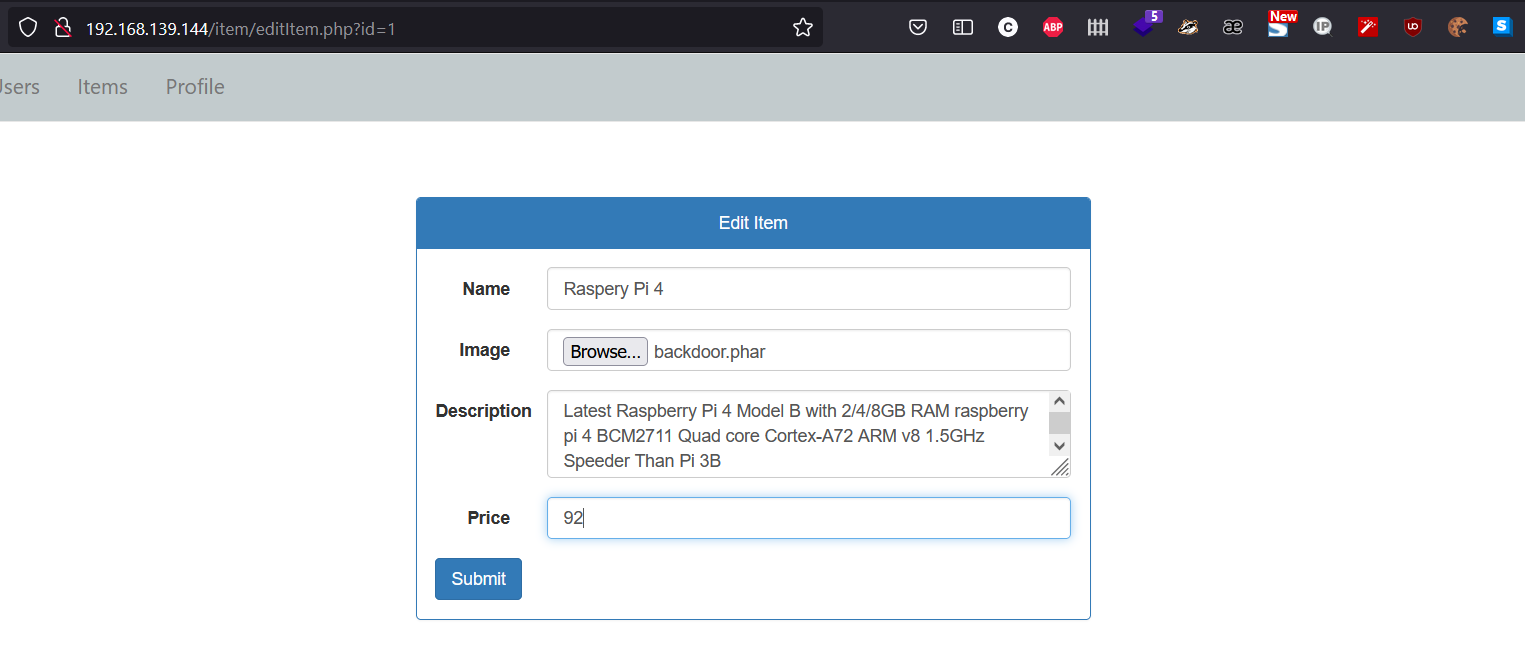 192.168.139.144/item/editItem.php?id=1
C ABP 5 æ New S IP UD S
Users Items Profile
Edit Item
Name Raspery Pi 4
Image Browse... backdoor.phar
Description Latest Raspberry Pi 4 Model B with 2/4/8GB RAM raspberry
pi 4 BCM2711 Quad core Cortex-A72 ARM v8 1.5GHz
Speeder Than Pi 3B
Price 92
Submit